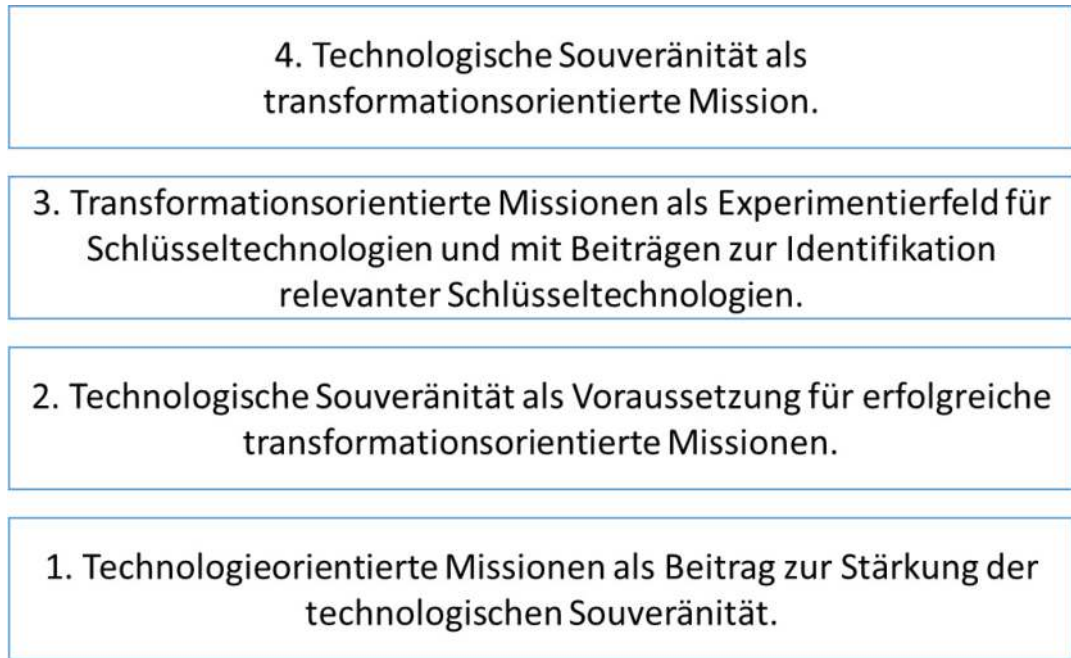 4. Technologische Souveränität als
transformationsorientierte Mission.
3. Transformationsorientierte Missionen als Experimentierfeld für
Schlüsseltechnologien und mit Beiträgen zur Identifikation
relevanter Schlüsseltechnologien.
2. Technologische Souveränität als Voraussetzung für erfolgreiche
transformationsorientierte Missionen.
1. Technologieorientierte Missionen als Beitrag zur Stärkung der
technologischen Souveränität.